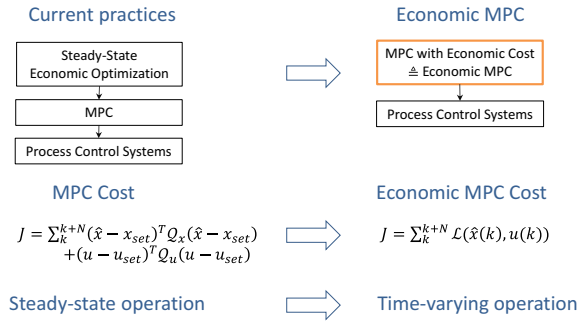 Current practices
Economic MPC
Steady-State
Economic Optimization
MPC
Process Control Systems
MPC with Economic Cost
≜ Economic MPC
Process Control Systems
MPC Cost
Economic MPC Cost
J = ∑_k^{k+N} (x̂ − x_set)^T Q_x (x̂ − x_set)
+(u − u_set)^T Q_u (u − u_set)
J = ∑_k^{k+N} ℒ(x̂(k), u(k))
Steady-state operation
Time-varying operation